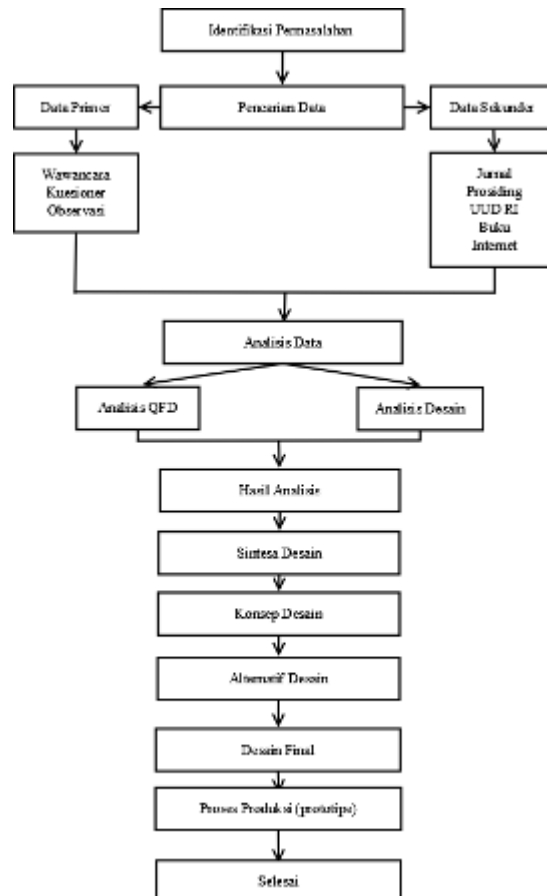 Identifikasi Permasalahan
Data Primer
Pencarian Data
Data Sekunder
Wawancara
Kuesioner
Observasi
Jurnal
Prosiding
UUD RI
Buku
Internet
Analisis Data
Analisis QFD
Analisis Desain
Hasil Analisis
Sintesa Desain
Konsep Desain
Alternatif Desain
Desain Final
Proses Produksi (prototipe)
Selesai